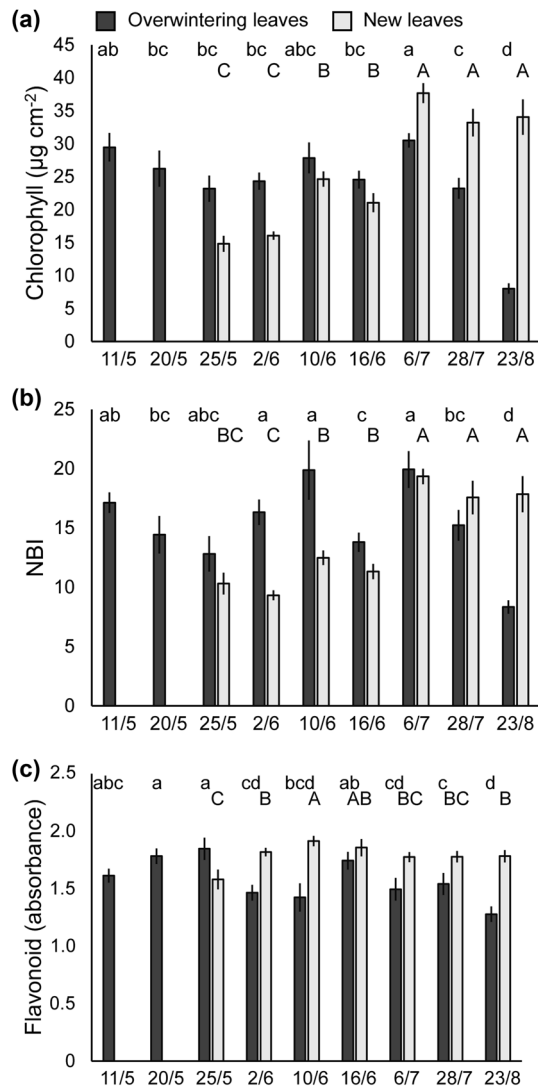 (a) Overwintering leaves New leaves
ab bc bc bc abc bc a c d
C C B B A A A
Chlorophyll (µg cm⁻²)
45
40
35
30
25
20
15
10
5
0
11/5 20/5 25/5 2/6 10/6 16/6 6/7 28/7 23/8
(b)
ab bc abc a a c a bc d
BC C B B A A A
NBI
25
20
15
10
5
0
11/5 20/5 25/5 2/6 10/6 16/6 6/7 28/7 23/8
(c)
abc a a cd bcd ab cd c d
C B A AB BC BC B
Flavonoid (absorbance)
2.5
2.0
1.5
1.0
0.5
0
11/5 20/5 25/5 2/6 10/6 16/6 6/7 28/7 23/8